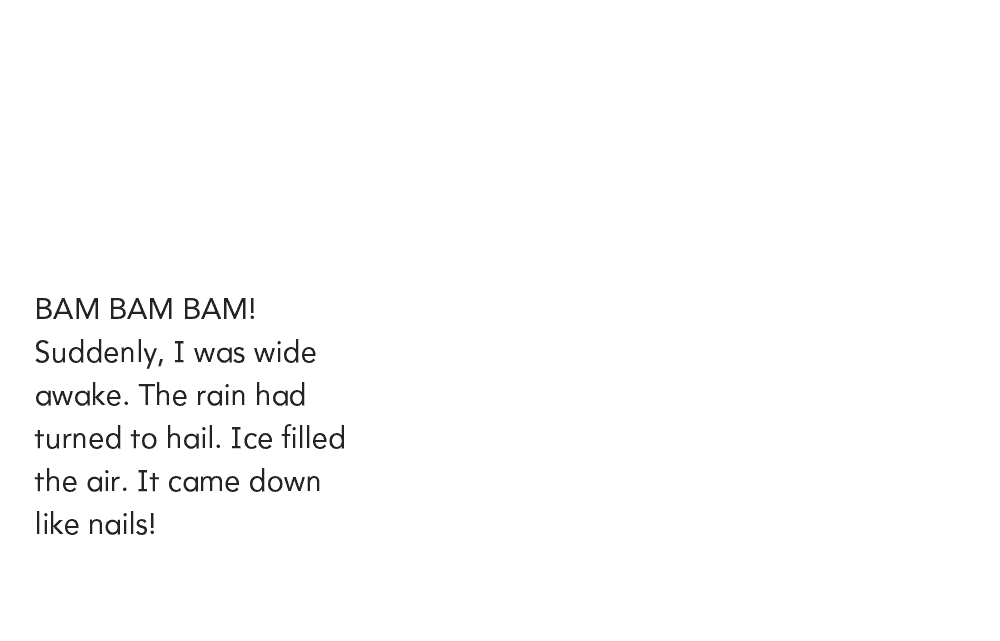 BAM BAM BAM!
Suddenly, I was wide
awake. The rain had
turned to hail. Ice filled
the air. It came down
like nails!